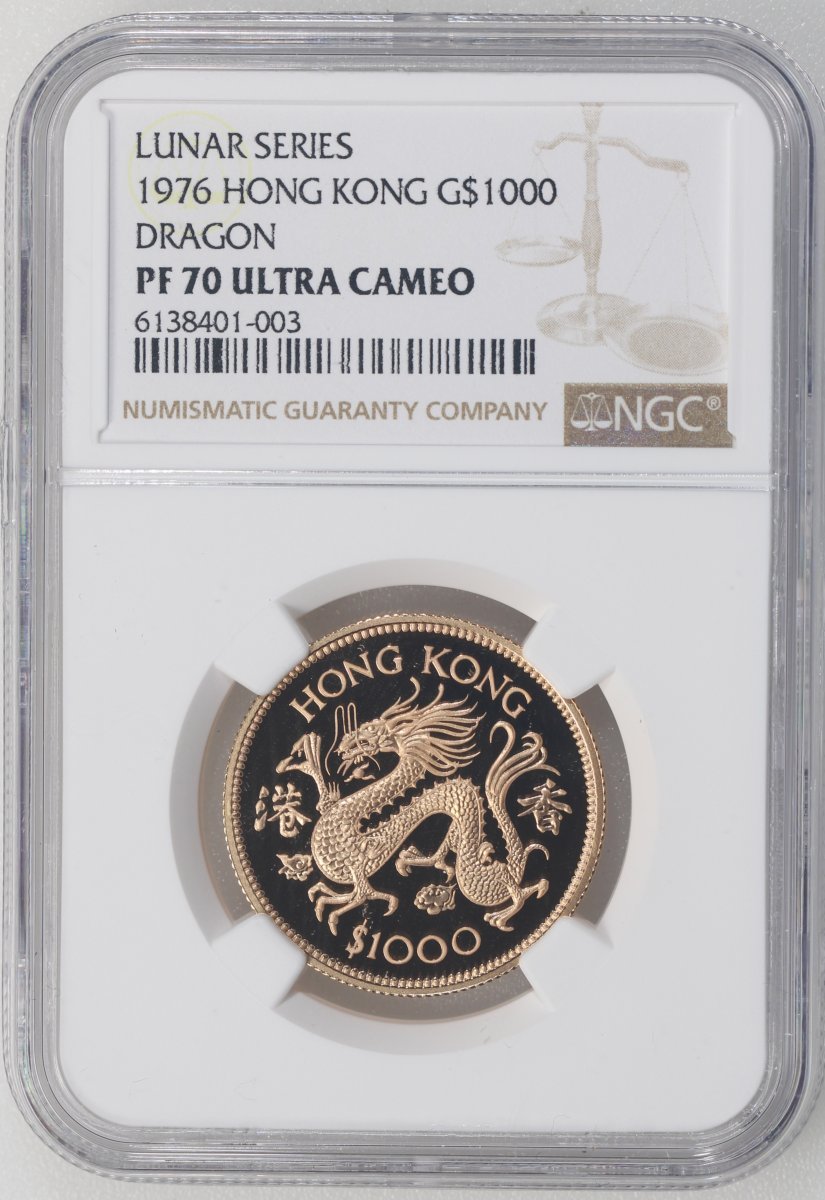 LUNAR SERIES
1976 HONG KONG G$1000
DRAGON
PF 70 ULTRA CAMEO
6138401-003
NUMISMATIC GUARANTY COMPANY
NGC®
HONG KONG
港 香
$1000